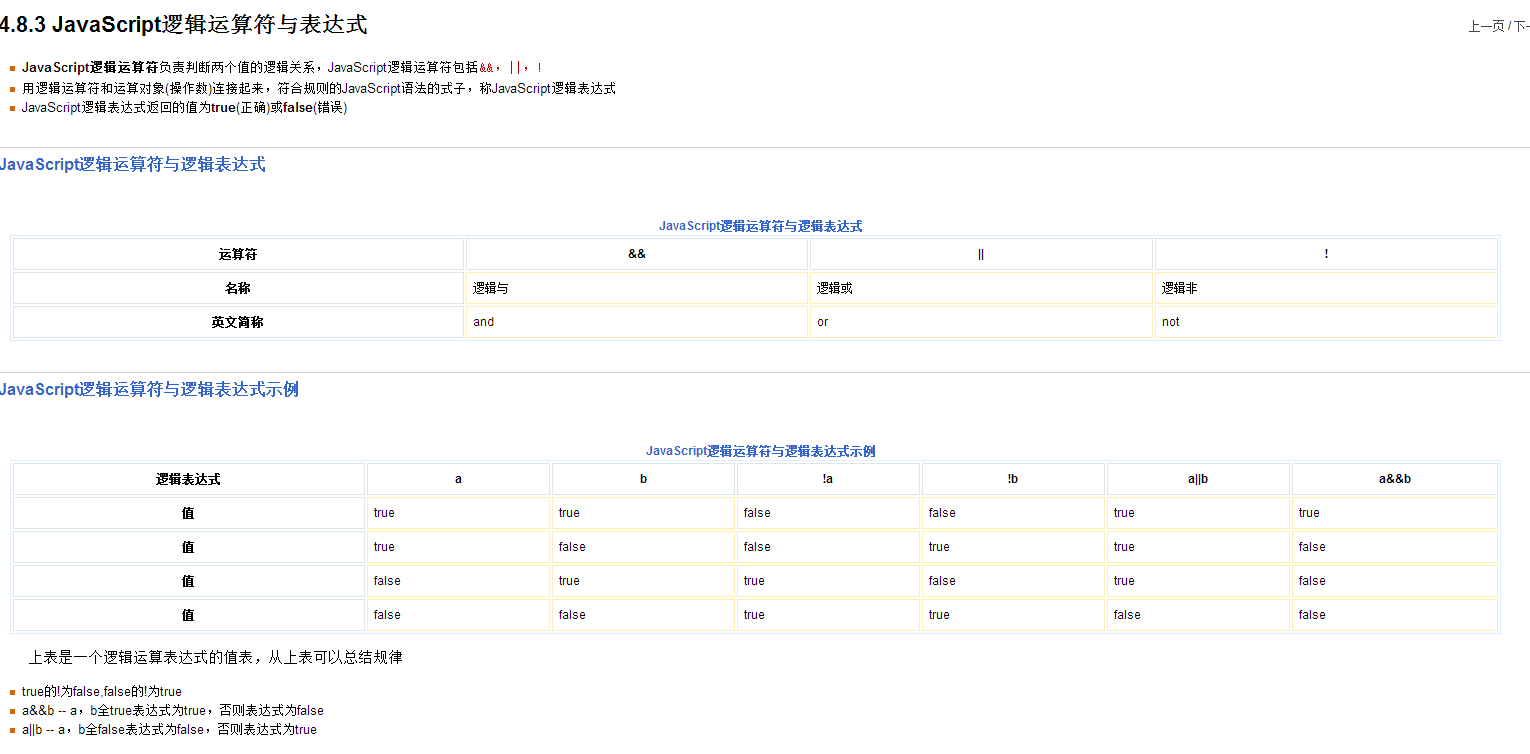 4.8.3 JavaScript逻辑运算符与表达式
上一页 / 下一
JavaScript逻辑运算符负责判断两个值的逻辑关系，JavaScript逻辑运算符包括&&，||，!
用逻辑运算符和运算对象(操作数)连接起来，符合规则的JavaScript语法的式子，称JavaScript逻辑表达式
JavaScript逻辑表达式返回的值为true(正确)或false(错误)
JavaScript逻辑运算符与逻辑表达式
JavaScript逻辑运算符与逻辑表达式
运算符 && || !
名称 逻辑与 逻辑或 逻辑非
英文简称 and or not
JavaScript逻辑运算符与逻辑表达式示例
JavaScript逻辑运算符与逻辑表达式示例
逻辑表达式 a b !a !b a||b a&&b
值 true true false false true true
值 true false false true true false
值 false true true false true false
值 false false true true false false
上表是一个逻辑运算表达式的值表，从上表可以总结规律
true的!为false,false的!为true
a&&b -- a，b全true表达式为true，否则表达式为false
a||b -- a，b全false表达式为false，否则表达式为true